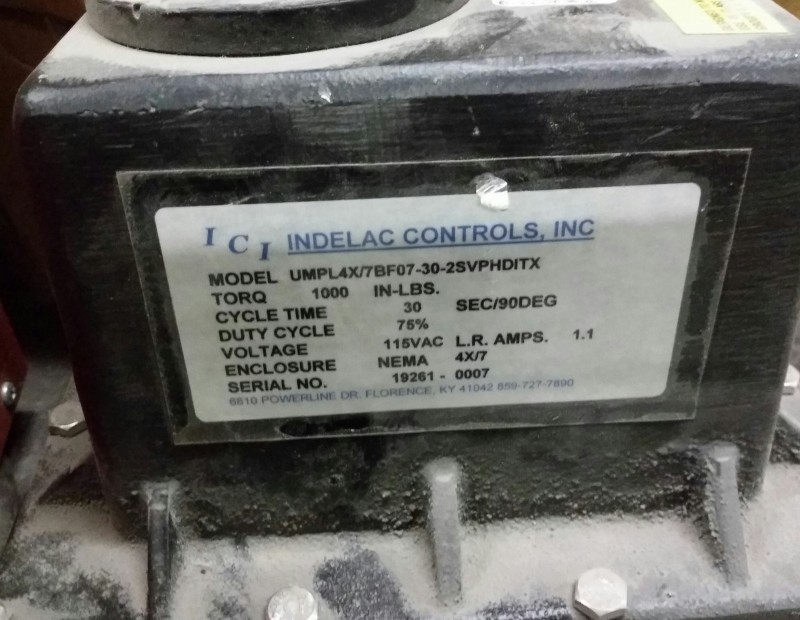 ICI INDELAC CONTROLS, INC
MODEL UMPL4X/7BF07-30-2SVPHDITX
TORQ 1000 IN-LBS.
CYCLE TIME 30 SEC/90DEG
DUTY CYCLE 75%
VOLTAGE 115VAC L.R. AMPS. 1.1
ENCLOSURE NEMA 4X/7
SERIAL NO. 19261 - 0007
6810 POWERLINE DR. FLORENCE, KY 41042 859-727-7890